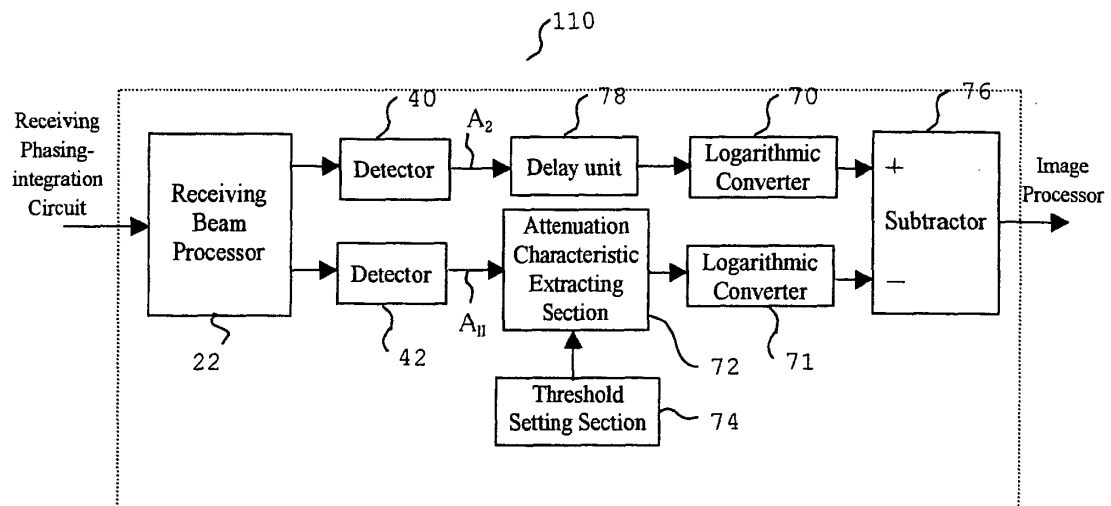 110
40
78
70
76
Receiving
Phasing-
integration
Circuit
Receiving
Beam
Processor
Detector
A2
Delay unit
Logarithmic
Converter
+
Subtractor
−
Image
Processor
Detector
A11
Attenuation
Characteristic
Extracting
Section
Logarithmic
Converter
22
42
72
71
Threshold
Setting Section
74